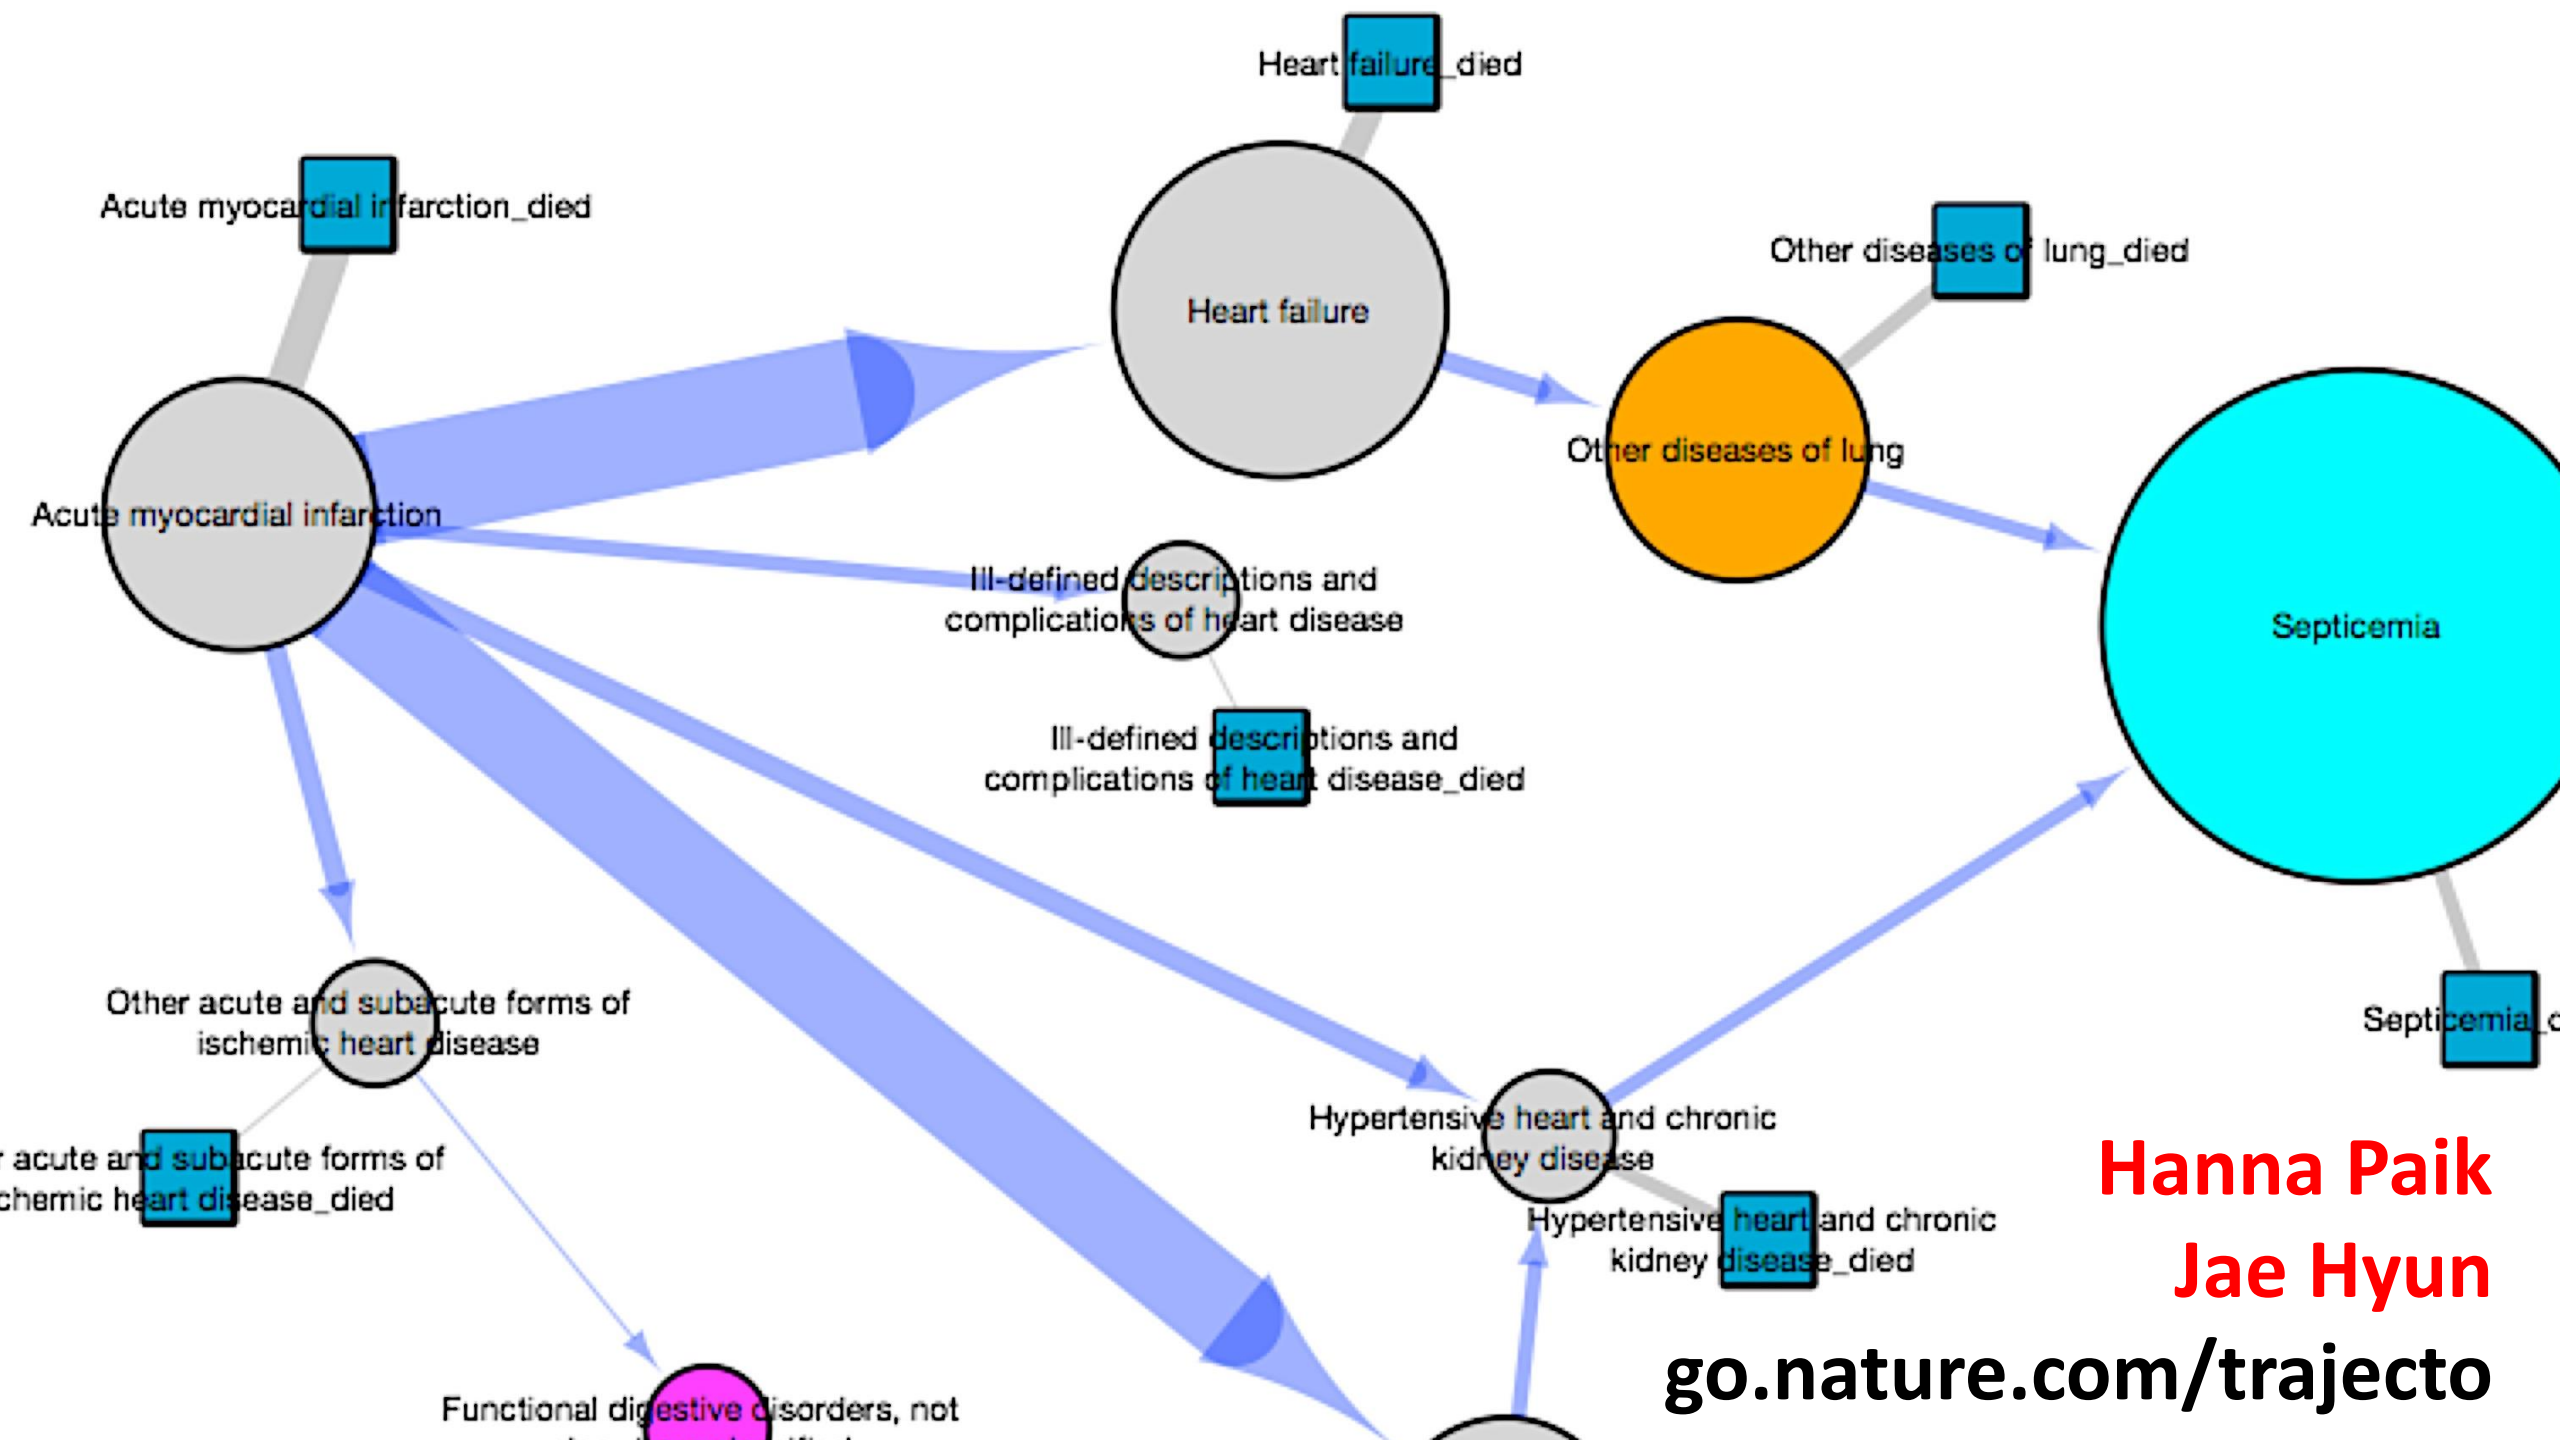 Heart failure_died
Acute myocardial infarction_died
Other diseases of lung_died
Heart failure
Other diseases of lung
Acute myocardial infarction
Ill-defined descriptions and
complications of heart disease
Septicemia
Ill-defined descriptions and
complications of heart disease_died
Other acute and subacute forms of
ischemic heart disease
Septicemia_
Hypertensive heart and chronic
kidney disease
acute and subacute forms of
chemic heart disease_died
Hypertensive heart and chronic
kidney disease_died
Hanna Paik
Jae Hyun
go.nature.com/trajecto
Functional digestive disorders, not